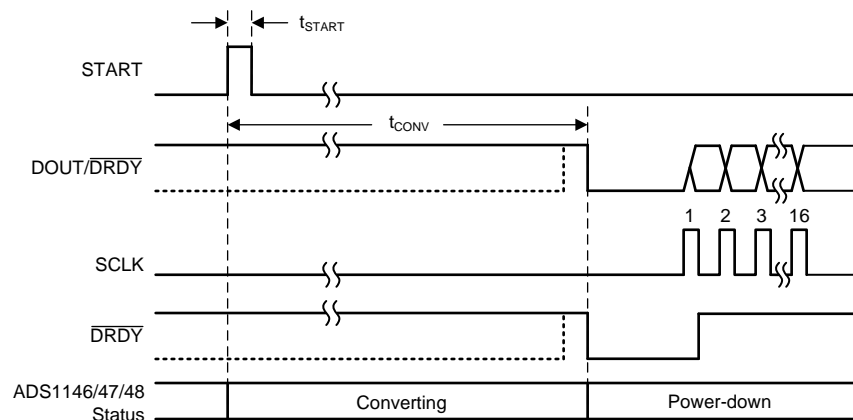 tSTART
START
tCONV
DOUT/DRDY
1 2 3 16
SCLK
DRDY
ADS1146/47/48
Status
Converting
Power-down